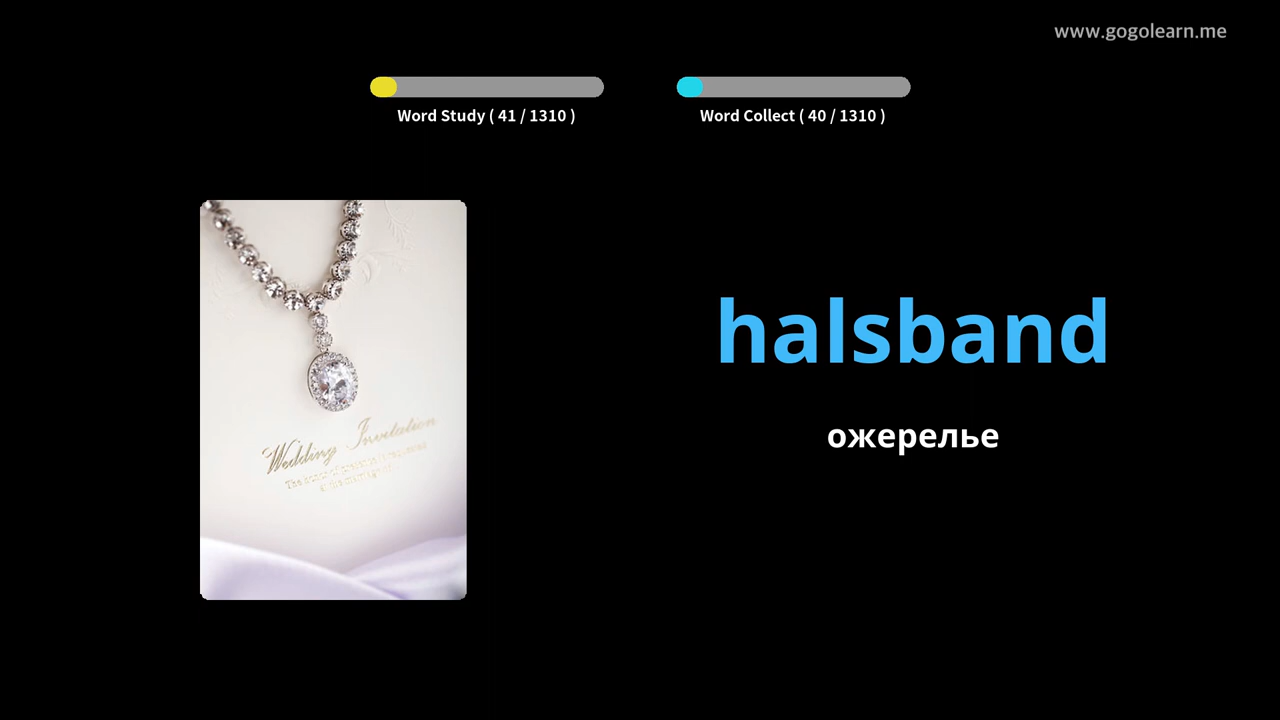 www.gogolearn.me
Word Study ( 41 / 1310 )
Word Collect ( 40 / 1310 )
halsband
ожерелье
Wedding Invitation